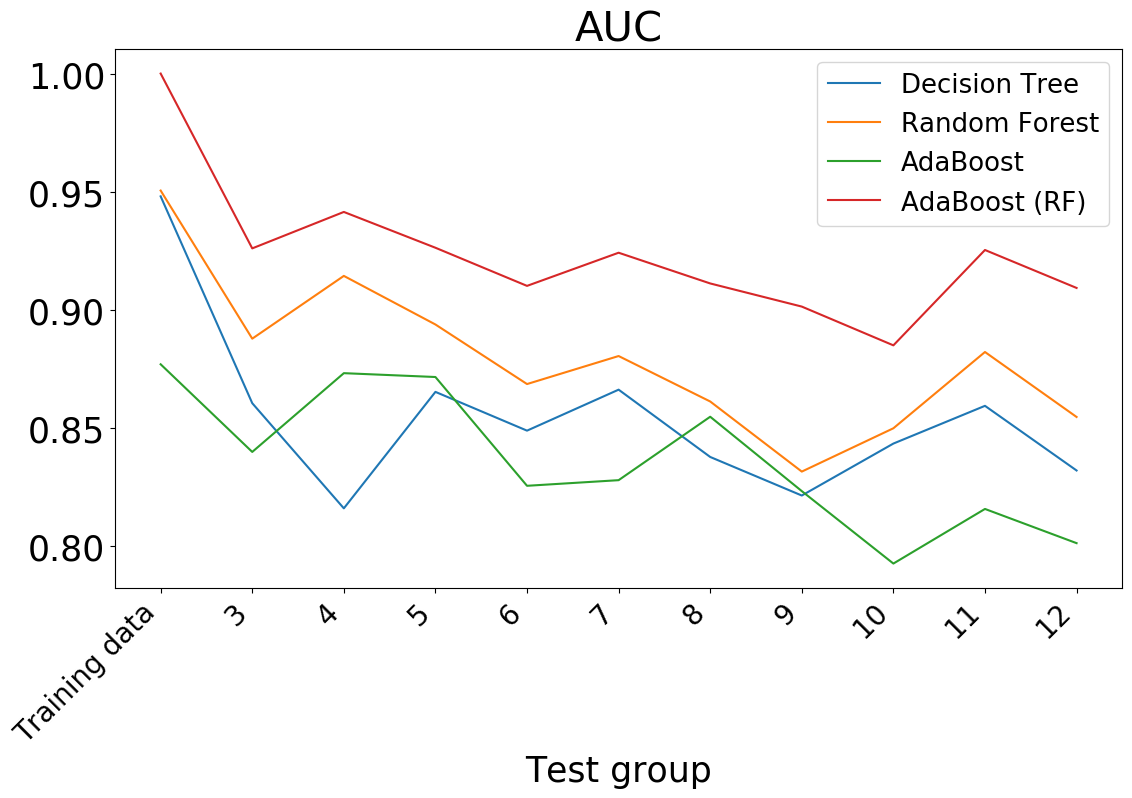 AUC
1.00
0.95
0.90
0.85
0.80
Decision Tree
Random Forest
AdaBoost
AdaBoost (RF)
Training data 3 4 5 6 7 8 9 10 11 12
Test group